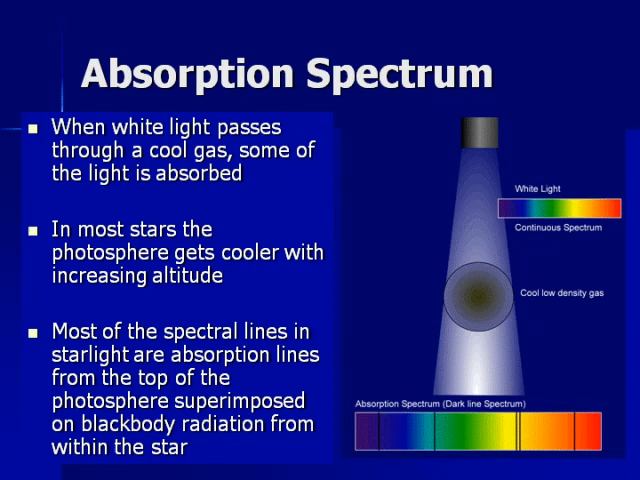 Absorption Spectrum
When white light passes
through a cool gas, some of
the light is absorbed
In most stars the
photosphere gets cooler with
increasing altitude
Most of the spectral lines in
starlight are absorption lines
from the top of the
photosphere superimposed
on blackbody radiation from
within the star
White Light
Continuous Spectrum
Cool low density gas
Absorption Spectrum (Dark line Spectrum)